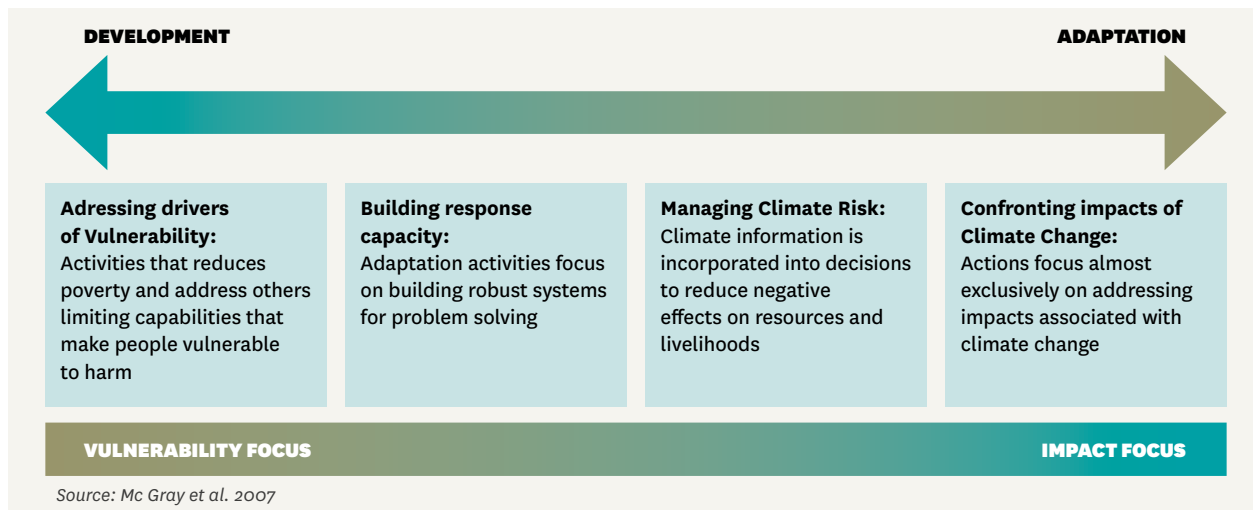 DEVELOPMENT
ADAPTATION
Adressing drivers
of Vulnerability:
Activities that reduces
poverty and address others
limiting capabilities that
make people vulnerable
to harm
Building response
capacity:
Adaptation activities focus
on building robust systems
for problem solving
Managing Climate Risk:
Climate information is
incorporated into decisions
to reduce negative
effects on resources and
livelihoods
Confronting impacts of
Climate Change:
Actions focus almost
exclusively on addressing
impacts associated with
climate change
VULNERABILITY FOCUS
IMPACT FOCUS
Source: Mc Gray et al. 2007